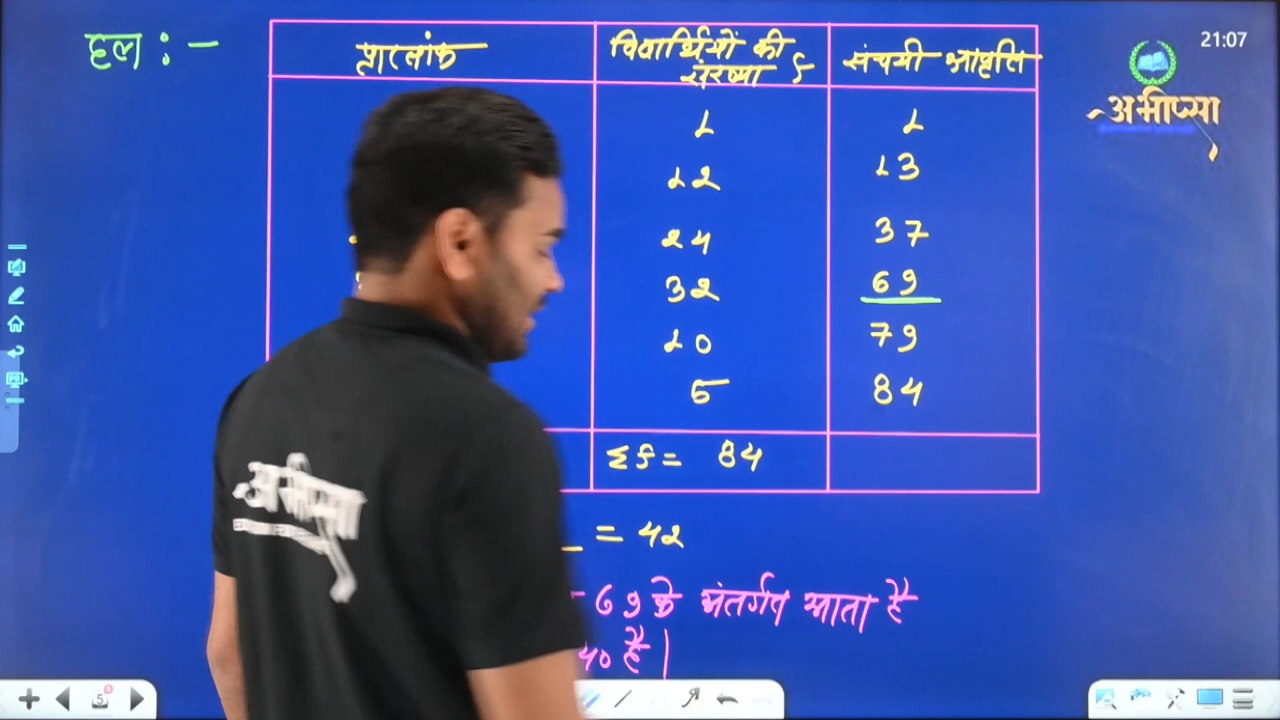 हल : -
21:07
प्राप्तांक
विद्यार्थियों की
संख्या f
संचयी आवृत्ति
अभीप्सा
1 1
12 13
24 37
32 69
10 79
5 84
Σf = 84
= 42
69 के अंतर्गत आता है
40 है।
अभीप्सा
5